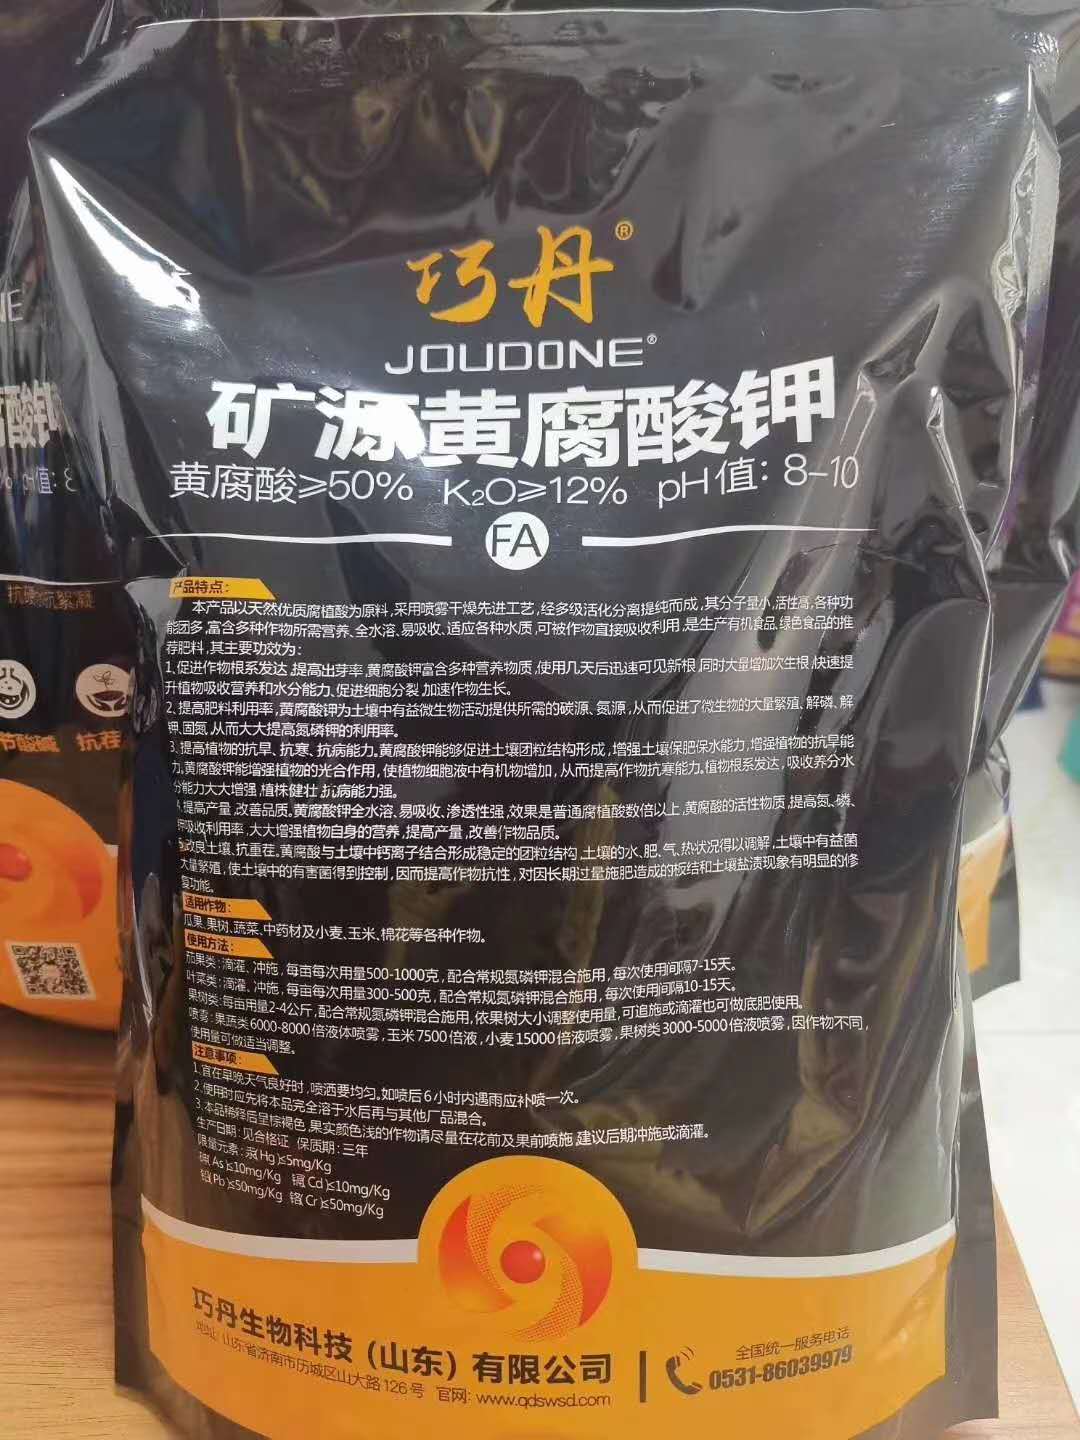 巧丹®
JOUDONE®
矿源黄腐酸钾
黄腐酸≥50% K₂O≥12% pH值：8-10
FA
产品特点：
本产品以天然优质腐植酸为原料，采用喷雾干燥先进工艺，经多级活化分离提纯而成，其分子量小，活性高，各种功
能团多，富含多种作物所需营养、全水溶、易吸收、适应各种水质，可被作物直接吸收利用，是生产有机食品、绿色食品的推
荐肥料，其主要功效为：
1.促进作物根系发达，提高出芽率，黄腐酸钾富含多种营养物质，使用几天后迅速可见新根，同时大量增加次生根，快速提
升植物吸收营养和水分能力、促进细胞分裂，加速作物生长。
2、提高肥料利用率，黄腐酸钾为土壤中有益微生物活动提供所需的碳源、氮源，从而促进了微生物的大量繁殖、解磷、解
钾、固氮，从而大大提高氮磷钾的利用率。
3、提高植物的抗旱、抗寒、抗病能力。黄腐酸钾能够促进土壤团粒结构形成，增强土壤保肥保水能力，增强植物的抗旱能
力。黄腐酸钾能增强植物的光合作用，使植物细胞液中有机物增加，从而提高作物抗寒能力。植物根系发达，吸收养分水
分能力大大增强，植株健壮，抗病能力强。
提高产量，改善品质。黄腐酸钾全水溶、易吸收、渗透性强，效果是普通腐植酸数倍以上，黄腐酸的活性物质，提高氮、磷、
钾吸收利用率，大大增强植物自身的营养，提高产量，改善作物品质。
改良土壤、抗重茬。黄腐酸与土壤中钙离子结合形成稳定的团粒结构，土壤的水、肥、气、热状况得以调解，土壤中有益菌
大量繁殖，使土壤中的有害菌得到控制，因而提高作物抗性，对因长期过量施肥造成的板结和土壤盐渍现象有明显的修
复功能。
适用作物：
瓜果、果树、蔬菜、中药材及小麦、玉米、棉花等各种作物。
使用方法：
茄果类：滴灌、冲施，每亩每次用量500-1000克，配合常规氮磷钾混合施用，每次使用间隔7-15天。
叶菜类：滴灌、冲施，每亩每次用量300-500克，配合常规氮磷钾混合施用，每次使用间隔10-15天。
果树类：每亩用量2-4公斤，配合常规氮磷钾混合施用，依果树大小调整使用量，可追施或滴灌也可做底肥使用。
喷雾：果蔬类6000-8000倍液体喷雾，玉米7500倍液，小麦15000倍液喷雾，果树类3000-5000倍液喷雾，因作物不同，
使用量可做适当调整。
注意事项：
1.宜在早晚天气良好时，喷洒要均匀。如喷后6小时内遇雨应补喷一次。
2.使用时应先将本品完全溶于水后再与其他厂品混合。
3.本品稀释后呈棕褐色，果实颜色浅的作物请尽量在花前及果前喷施，建议后期冲施或滴灌。
生产日期：见合格证 保质期：三年
限量元素：汞(Hg)≤5mg/Kg
砷(As)≤10mg/Kg 镉(Cd)≤10mg/Kg
铅(Pb)≤50mg/Kg 铬(Cr)≤50mg/Kg
巧丹生物科技（山东）有限公司
地址：山东省济南市历城区山大路126号 官网：www.qdswsd.com
全国统一服务电话
0531-86039979
NE
腐酸钾
pH值：8
抗硬 抗絮凝
节酸碱 抗茬